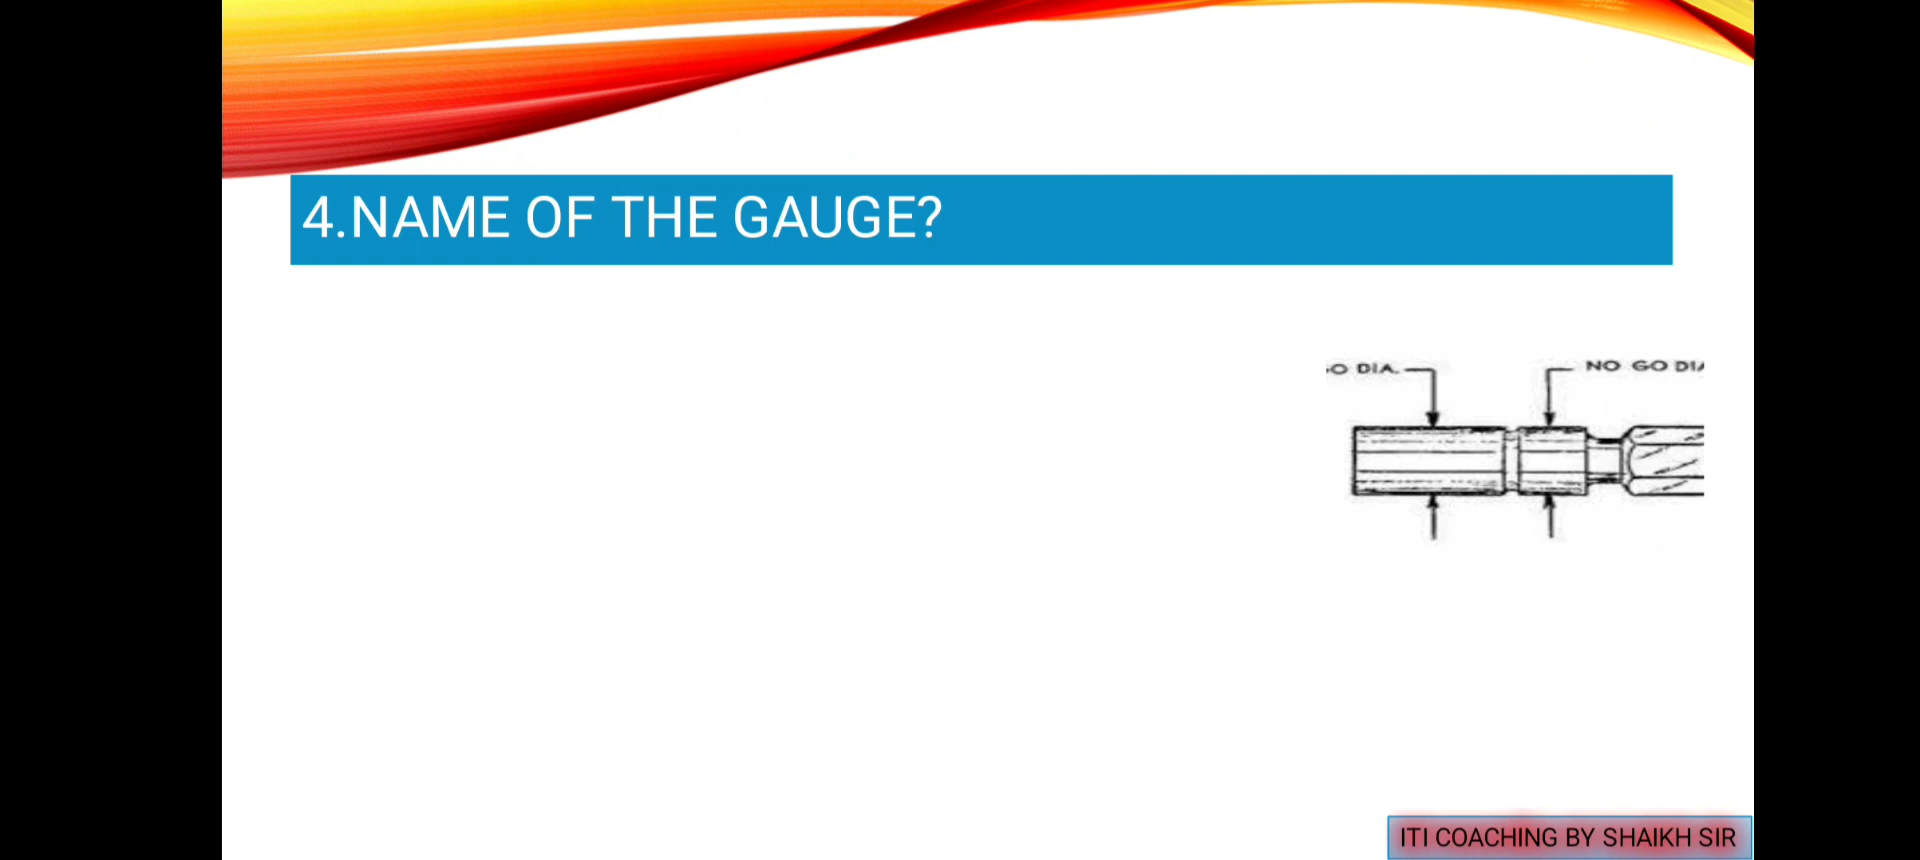 4.NAME OF THE GAUGE?
O DIA.
NO GO DIA
ITI COACHING BY SHAIKH SIR